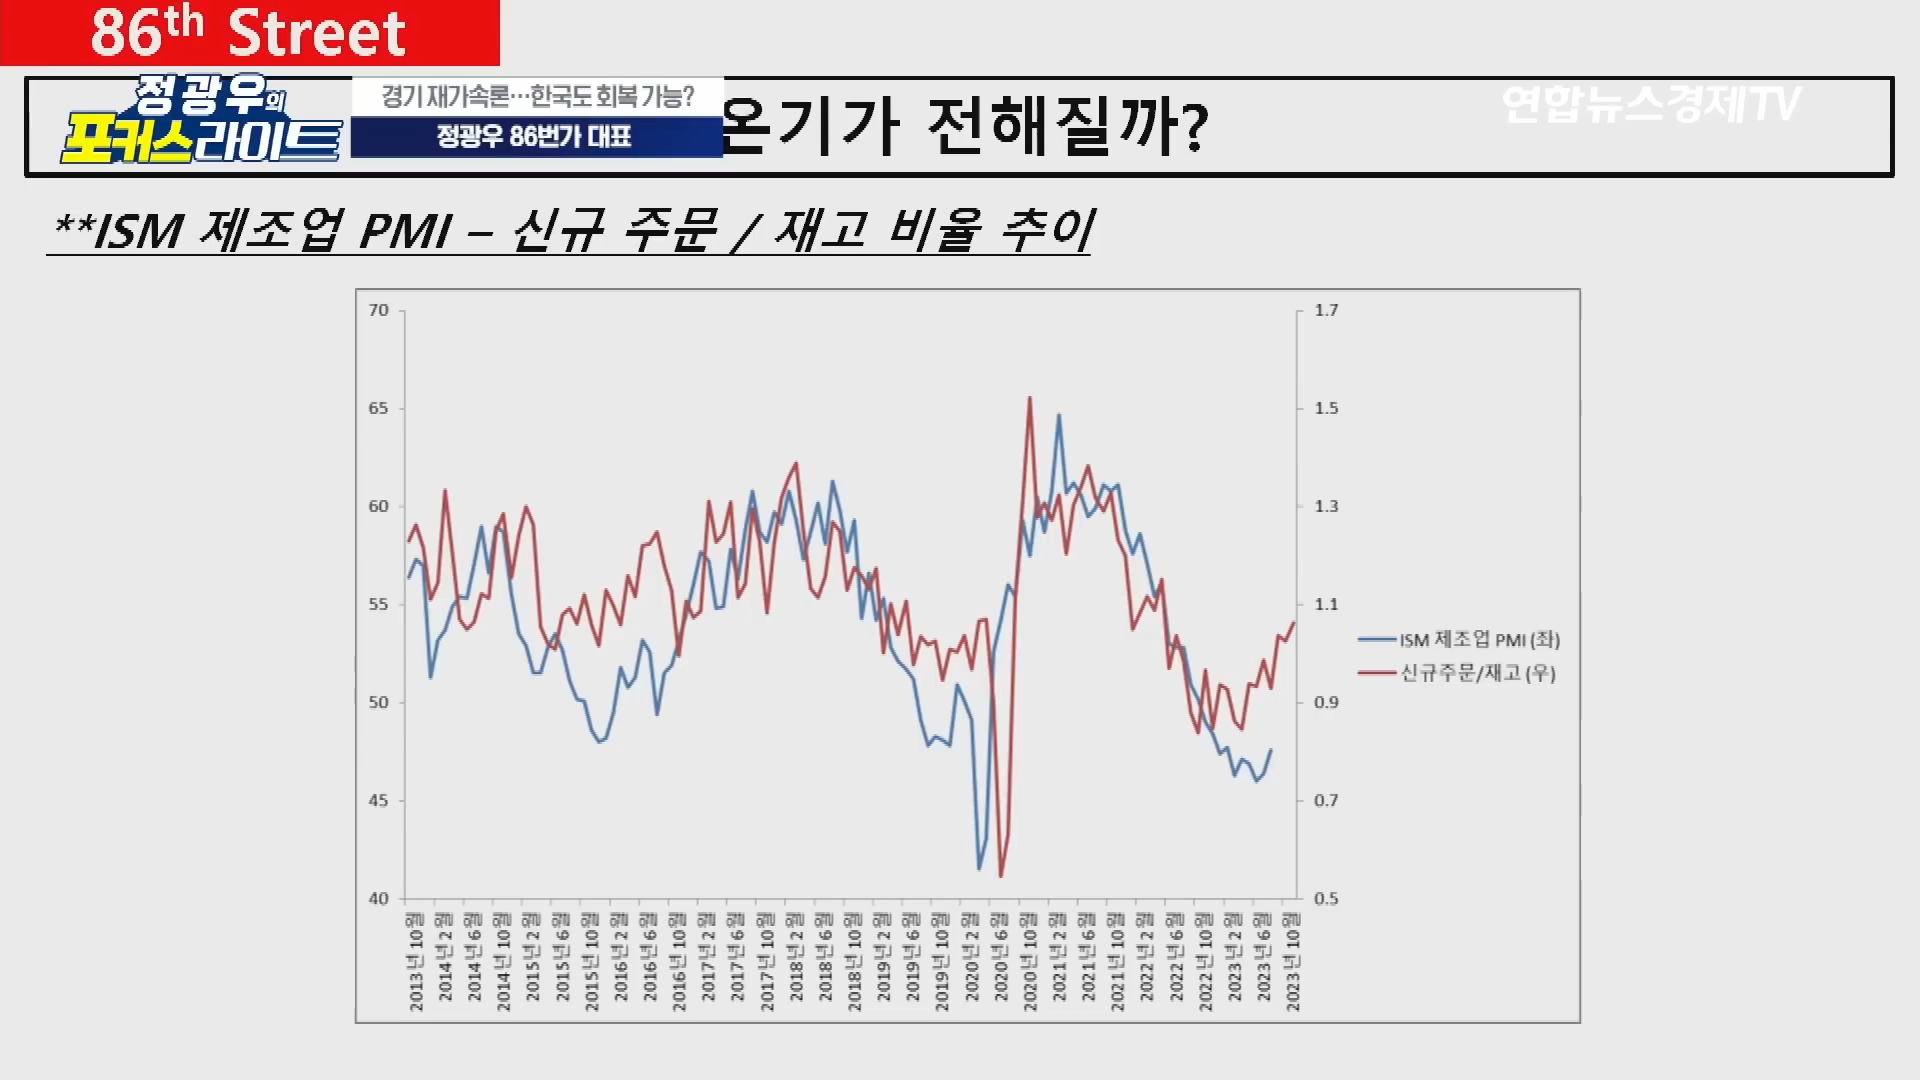 86th Street
정광우의
포커스라이트
경기 재가속론…한국도 회복 가능?
정광우 86번가 대표
온기가 전해질까?
연합뉴스경제TV
**ISM 제조업 PMI – 신규 주문 / 재고 비율 추이
70
65
60
55
50
45
40
1.7
1.5
1.3
1.1
0.9
0.7
0.5
ISM 제조업 PMI (좌)
신규주문/재고 (우)
2013년 10월
2014년 2월
2014년 6월
2014년 10월
2015년 2월
2015년 6월
2015년 10월
2016년 2월
2016년 6월
2016년 10월
2017년 2월
2017년 6월
2017년 10월
2018년 2월
2018년 6월
2018년 10월
2019년 2월
2019년 6월
2019년 10월
2020년 2월
2020년 6월
2020년 10월
2021년 2월
2021년 6월
2021년 10월
2022년 2월
2022년 6월
2022년 10월
2023년 2월
2023년 6월
2023년 10월